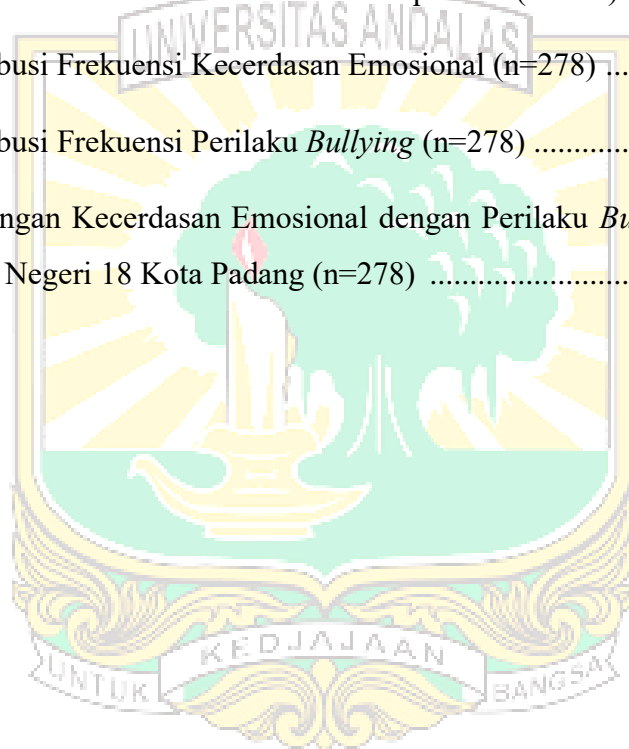 UNIVERSITAS ANDALAS
busi Frekuensi Kecerdasan Emosional (n=278) ...
busi Frekuensi Perilaku Bullying (n=278) .............
ngan Kecerdasan Emosional dengan Perilaku Bu
Negeri 18 Kota Padang (n=278) ..........................
UNTUK KEDJAJAAN BANGSA